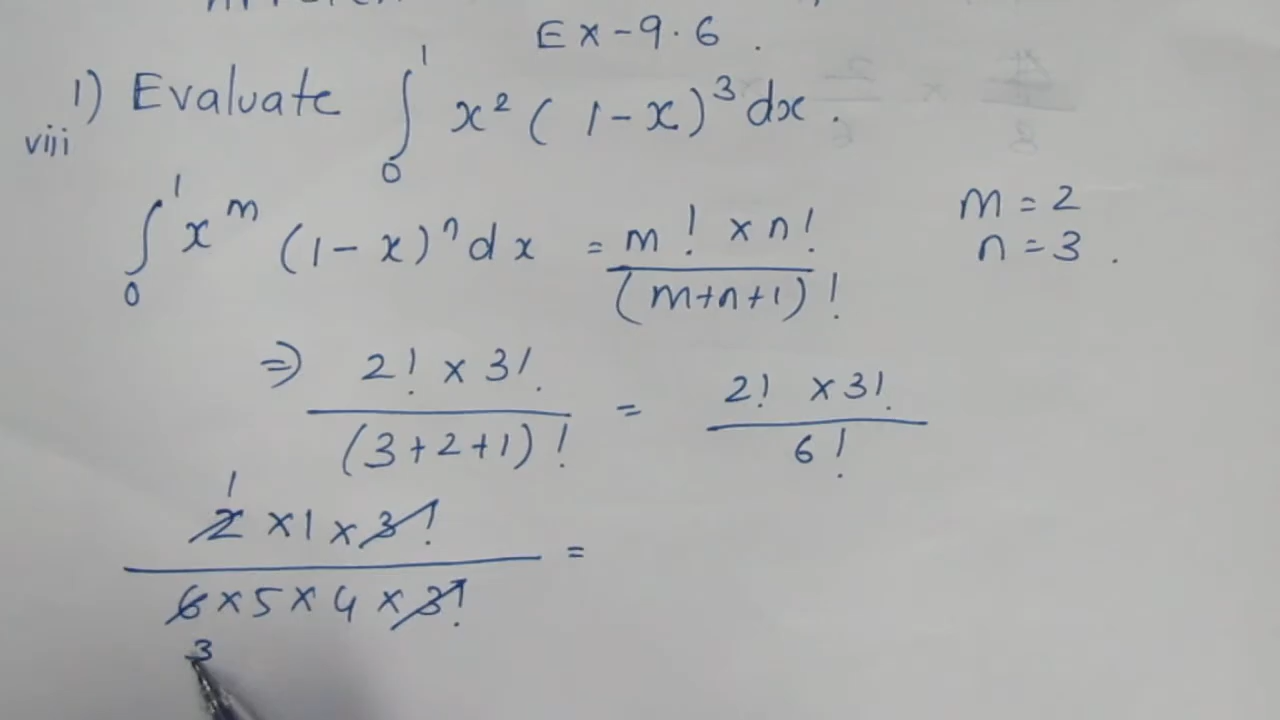 Ex-9.6.
1) Evaluate ∫₀¹ x² (1-x)³ dx.
viii
∫₀¹ x^m (1-x)^n dx = m! × n! / (m+n+1)!
m = 2
n = 3.
⇒ 2! × 3! / (3+2+1)! = 2! × 3! / 6!
1
2 × 1 × 3! / 6 × 5 × 4 × 3! =
3